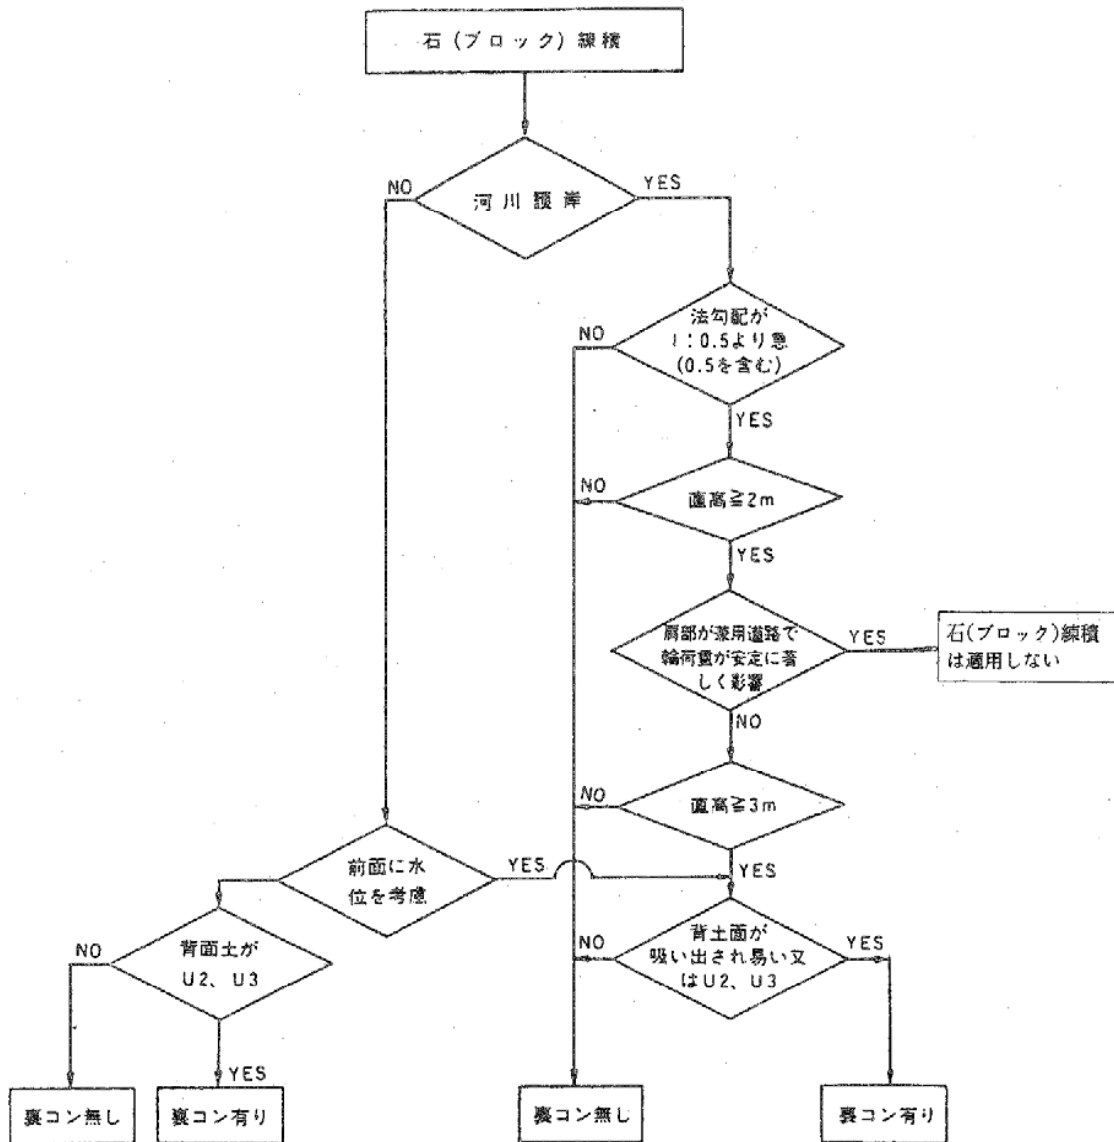 石(ブロック)練積
NO
YES
河川護岸
法勾配が
1:0.5より急
(0.5を含む)
NO
YES
直高≧2m
NO
YES
肩部が兼用道路で
輪荷重が安定に著
しく影響
YES
石(ブロック)練積
は適用しない
NO
直高≧3m
NO
YES
前面に水
位を考慮
YES
背面土が
U2、U3
NO
YES
背土面が
吸い出され易い又
はU2、U3
NO
YES
裏コン無し
裏コン有り
裏コン無し
裏コン有り